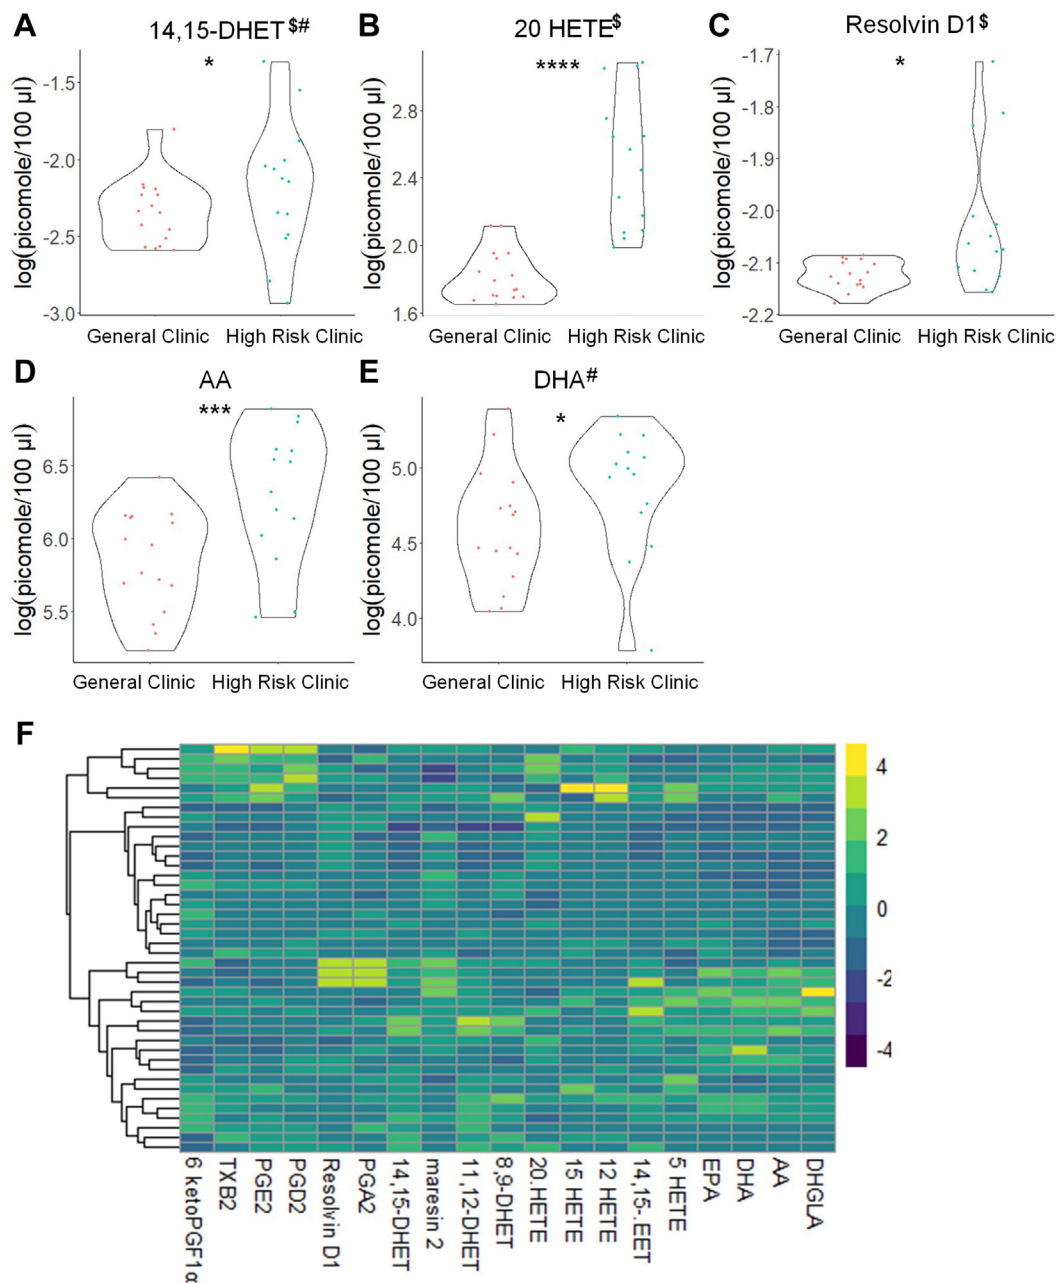 A
14,15-DHET$#
*
log(picomole/100 µl)
-1.5
-2.0
-2.5
-3.0
General Clinic High Risk Clinic
B
20 HETE$
****
log(picomole/100 µl)
2.8
2.4
2.0
1.6
General Clinic High Risk Clinic
C
Resolvin D1$
*
log(picomole/100 µl)
-1.7
-1.8
-1.9
-2.0
-2.1
-2.2
General Clinic High Risk Clinic
D
AA
***
log(picomole/100 µl)
6.5
6.0
5.5
General Clinic High Risk Clinic
E
DHA#
*
log(picomole/100 µl)
5.0
4.5
4.0
General Clinic High Risk Clinic
F
4
2
0
-2
-4
6 ketoPGF1α
TXB2
PGE2
PGD2
Resolvin D1
PGA2
14,15-DHET
maresin 2
11,12-DHET
8,9-DHET
20.HETE
15 HETE
12 HETE
14,15-.EET
5 HETE
EPA
DHA
AA
DHGLA